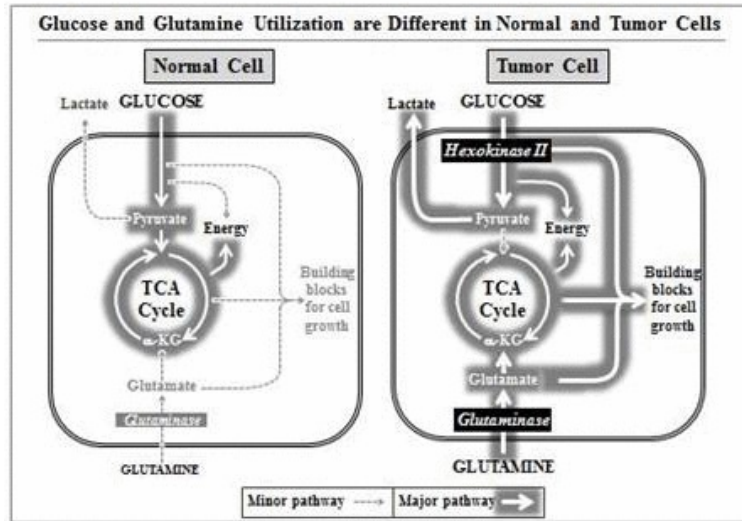 Glucose and Glutamine Utilization are Different in Normal and Tumor Cells
Normal Cell
Lactate
GLUCOSE
Pyruvate
Energy
TCA
Cycle
α-KG
Building
blocks
for cell
growth
Glutamate
Glutaminase
GLUTAMINE
Tumor Cell
Lactate
GLUCOSE
Hexokinase II
Pyruvate
Energy
TCA
Cycle
α-KG
Building
blocks
for cell
growth
Glutamate
Glutaminase
GLUTAMINE
Minor pathway
Major pathway